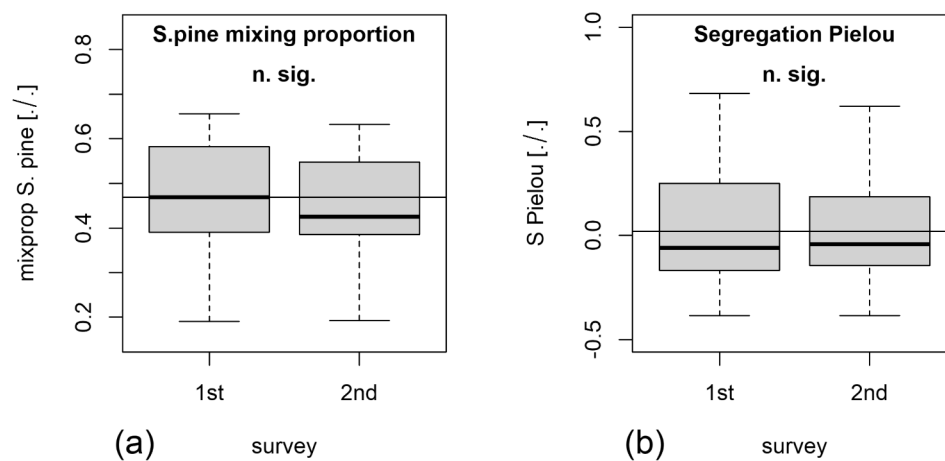 S.pine mixing proportion
n. sig.
mixprop S. pine [./.]
0.8
0.6
0.4
0.2
1st 2nd
(a) survey
Segregation Pielou
n. sig.
S Pielou [./.]
1.0
0.5
0.0
-0.5
1st 2nd
(b) survey